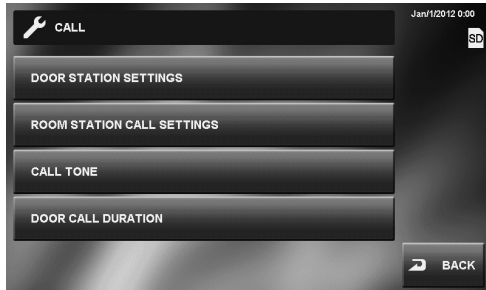 CALL
Jan/1/2012 0:00
SD
DOOR STATION SETTINGS
ROOM STATION CALL SETTINGS
CALL TONE
DOOR CALL DURATION
BACK